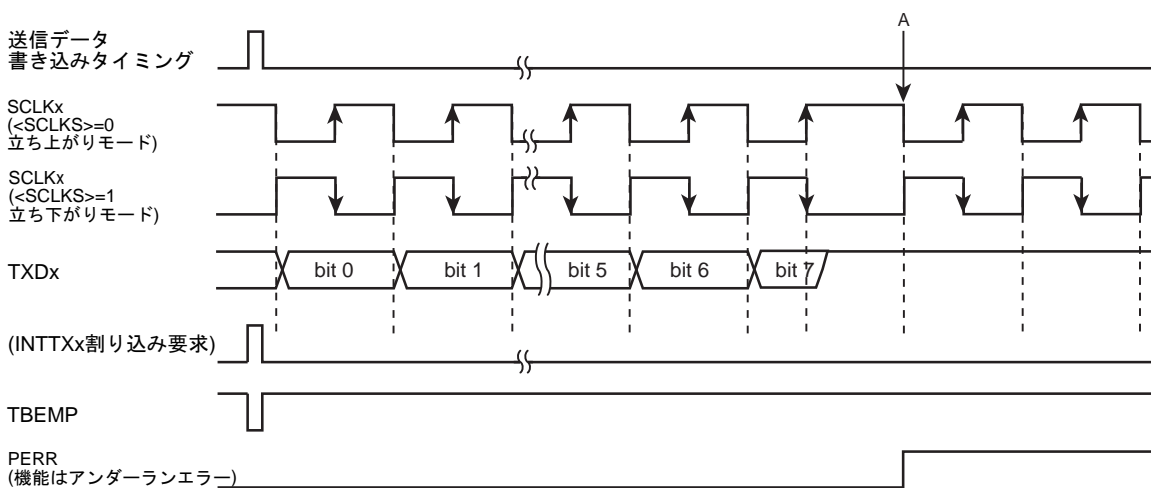 A
送信データ
書き込みタイミング
SCLKx
(<SCLKS>=0
立ち上がりモード)
SCLKx
(<SCLKS>=1
立ち下がりモード)
TXDx
bit 0
bit 1
bit 5
bit 6
bit 7
(INTTXx割り込み要求)
TBEMP
PERR
(機能はアンダーランエラー)